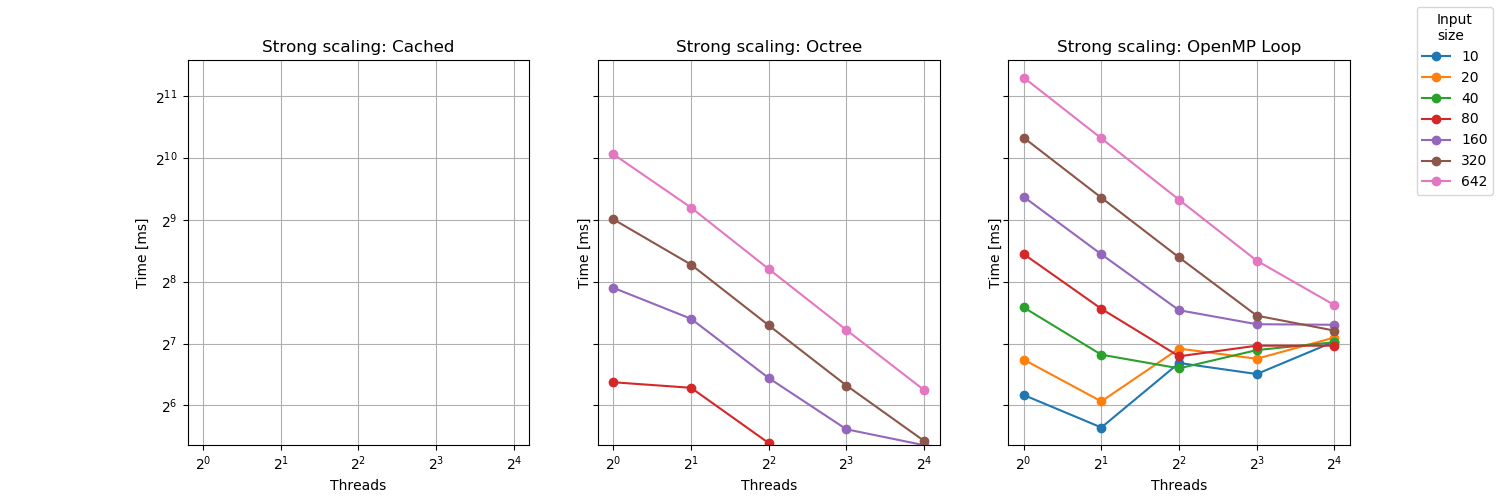 Strong scaling: Cached
Time [ms]
2^11
2^10
2^9
2^8
2^7
2^6
2^0 2^1 2^2 2^3 2^4
Threads
Strong scaling: Octree
Time [ms]
2^0 2^1 2^2 2^3 2^4
Threads
Strong scaling: OpenMP Loop
Time [ms]
2^0 2^1 2^2 2^3 2^4
Threads
Input
size
10
20
40
80
160
320
642